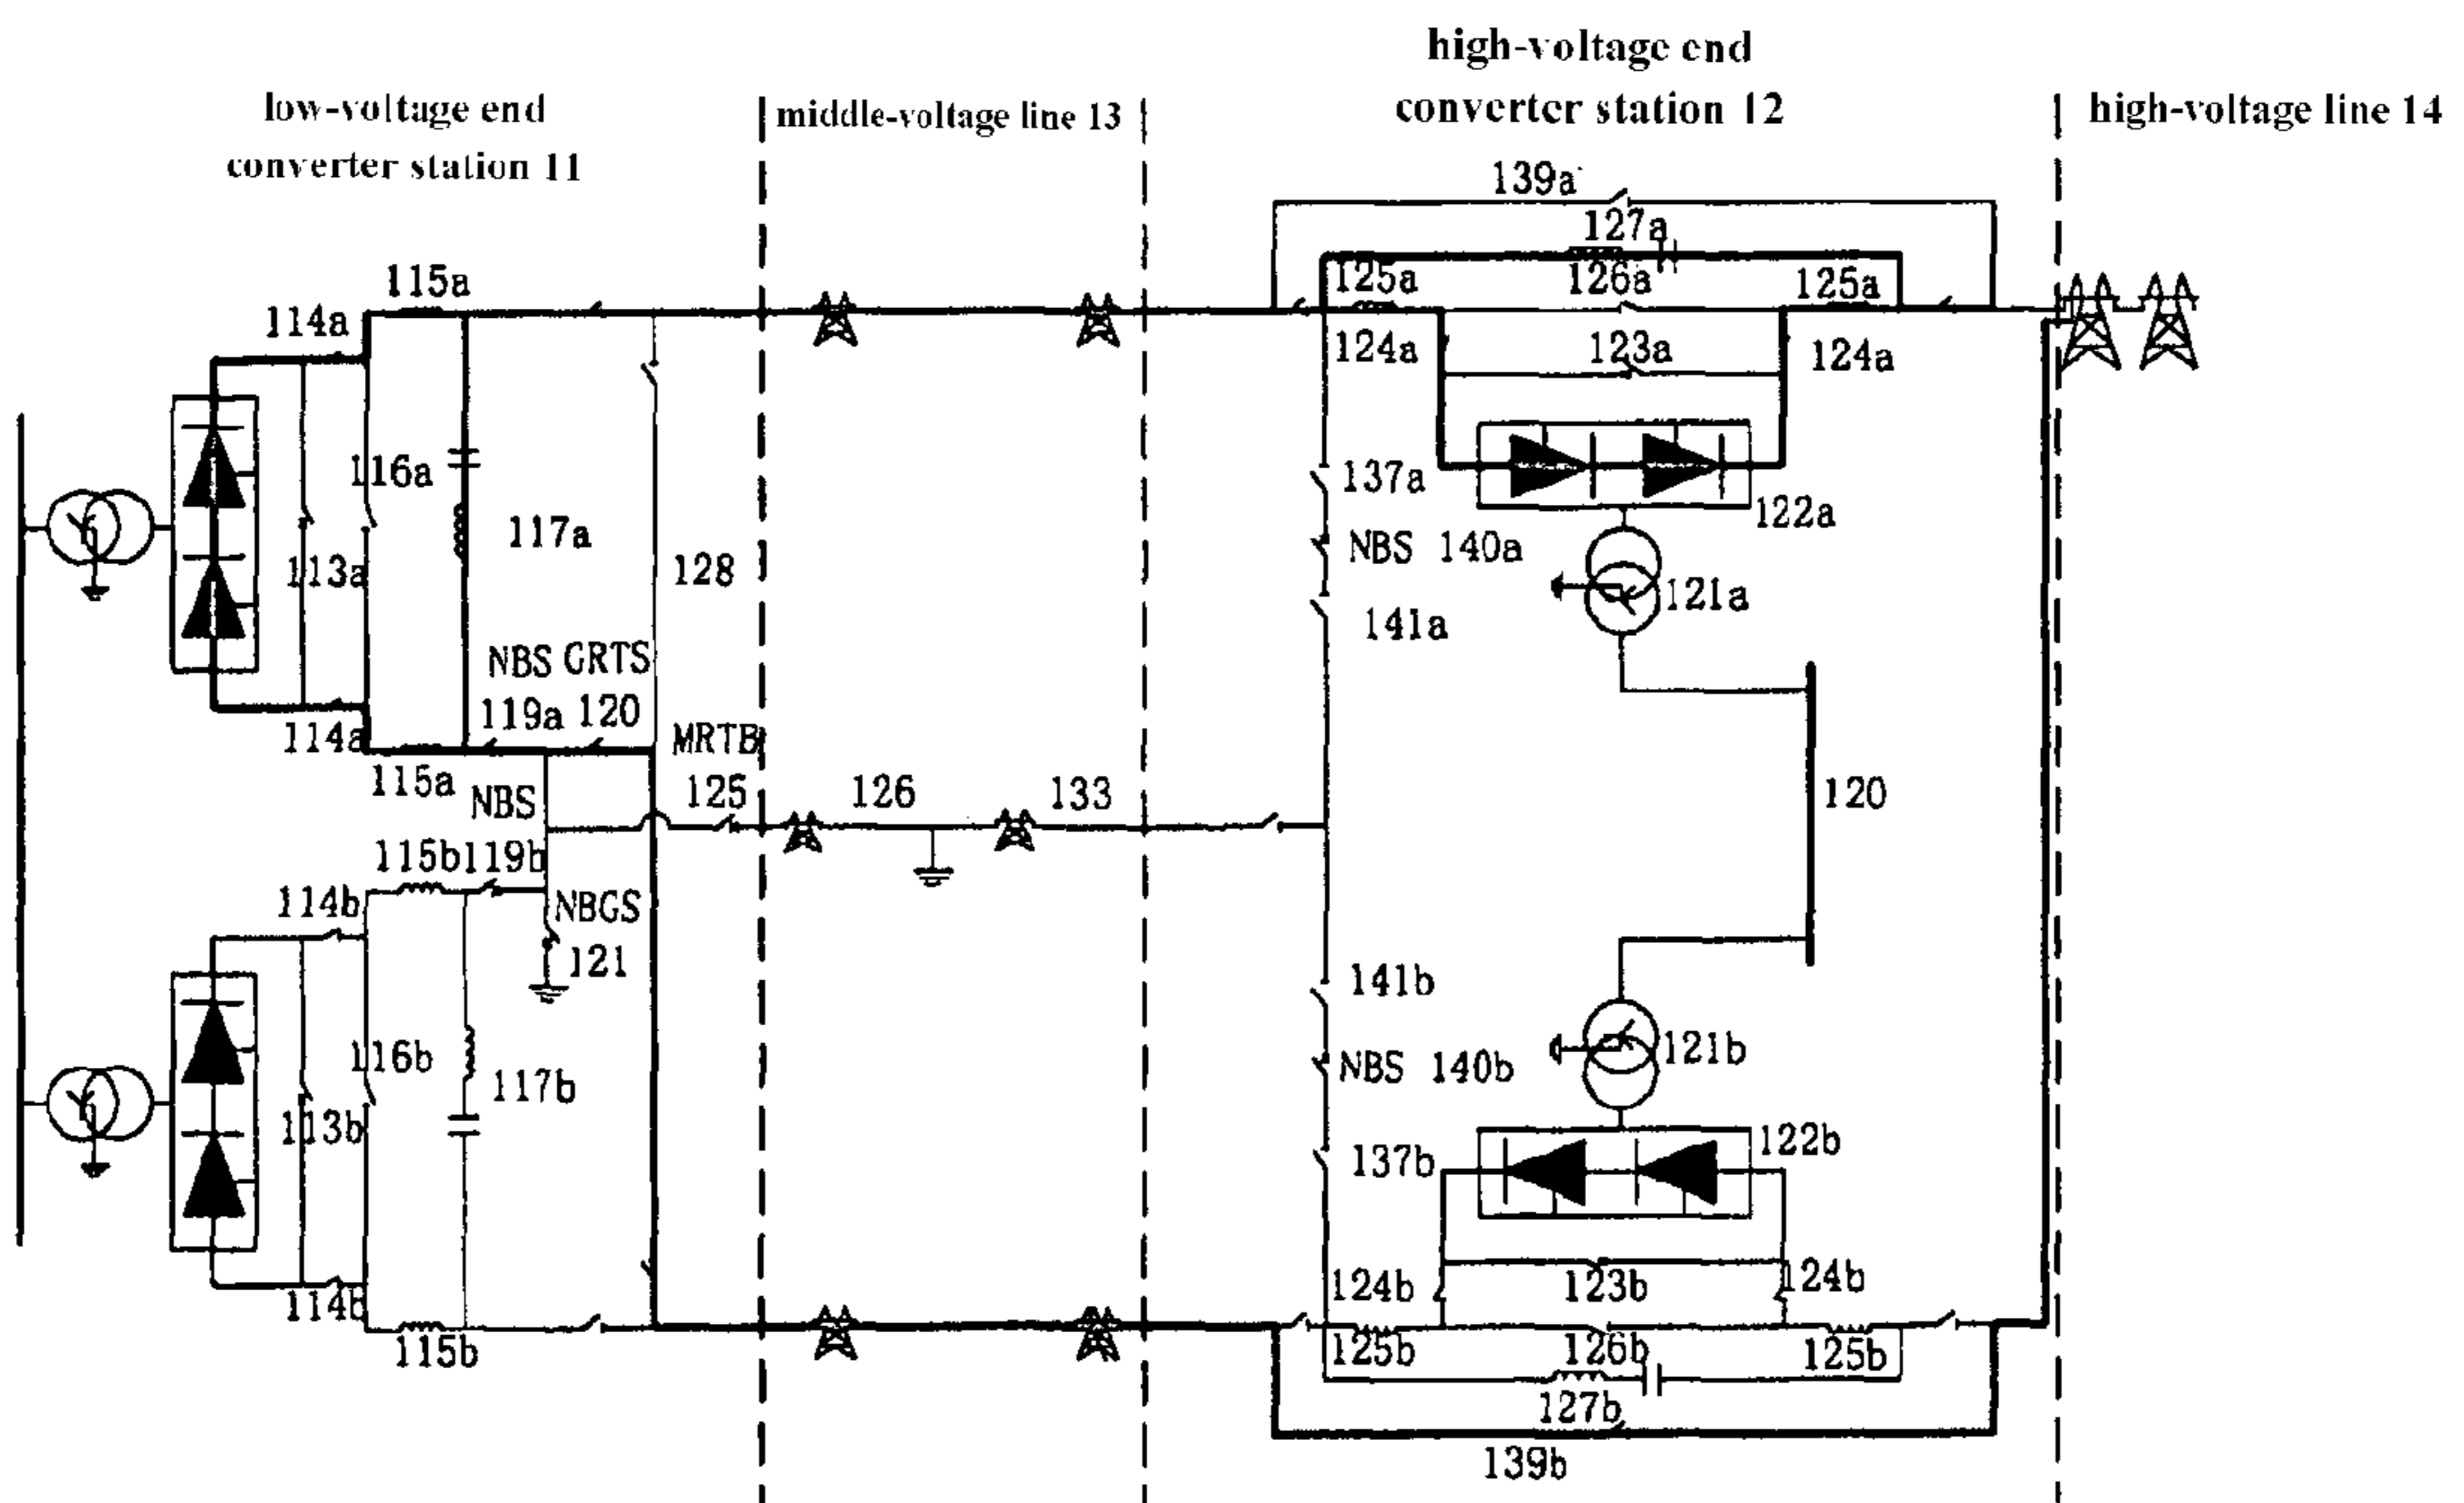 high-voltage end
converter station 12
low-voltage end
converter station 11
middle-voltage line 13
high-voltage line 14
139a
127a
115a
125a
126a
125a
114a
124a
123a
124a
116a
137a
122a
117a
NBS 140a
113a
128
121a
141a
NBS GRTS
119a 120
114a
MRTB
115a
NBS
125
126
133
120
115b
119b
114b
NBGS
121
141b
116b
117b
NBS 140b
121b
113b
137b
122b
114b
124b
123b
124b
115b
125b
126b
125b
127b
139b